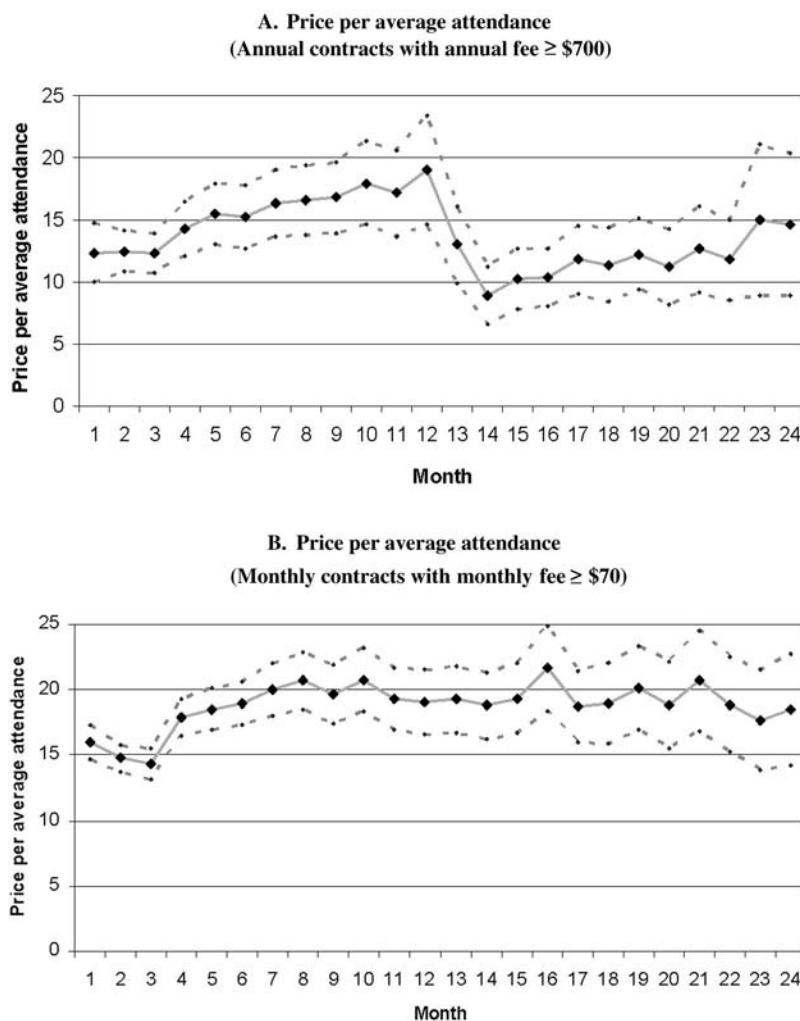 A. Price per average attendance
(Annual contracts with annual fee ≥ $700)
25
20
15
10
5
0
Price per average attendance
1 2 3 4 5 6 7 8 9 10 11 12 13 14 15 16 17 18 19 20 21 22 23 24
Month
B. Price per average attendance
(Monthly contracts with monthly fee ≥ $70)
25
20
15
10
5
0
Price per average attendance
1 2 3 4 5 6 7 8 9 10 11 12 13 14 15 16 17 18 19 20 21 22 23 24
Month